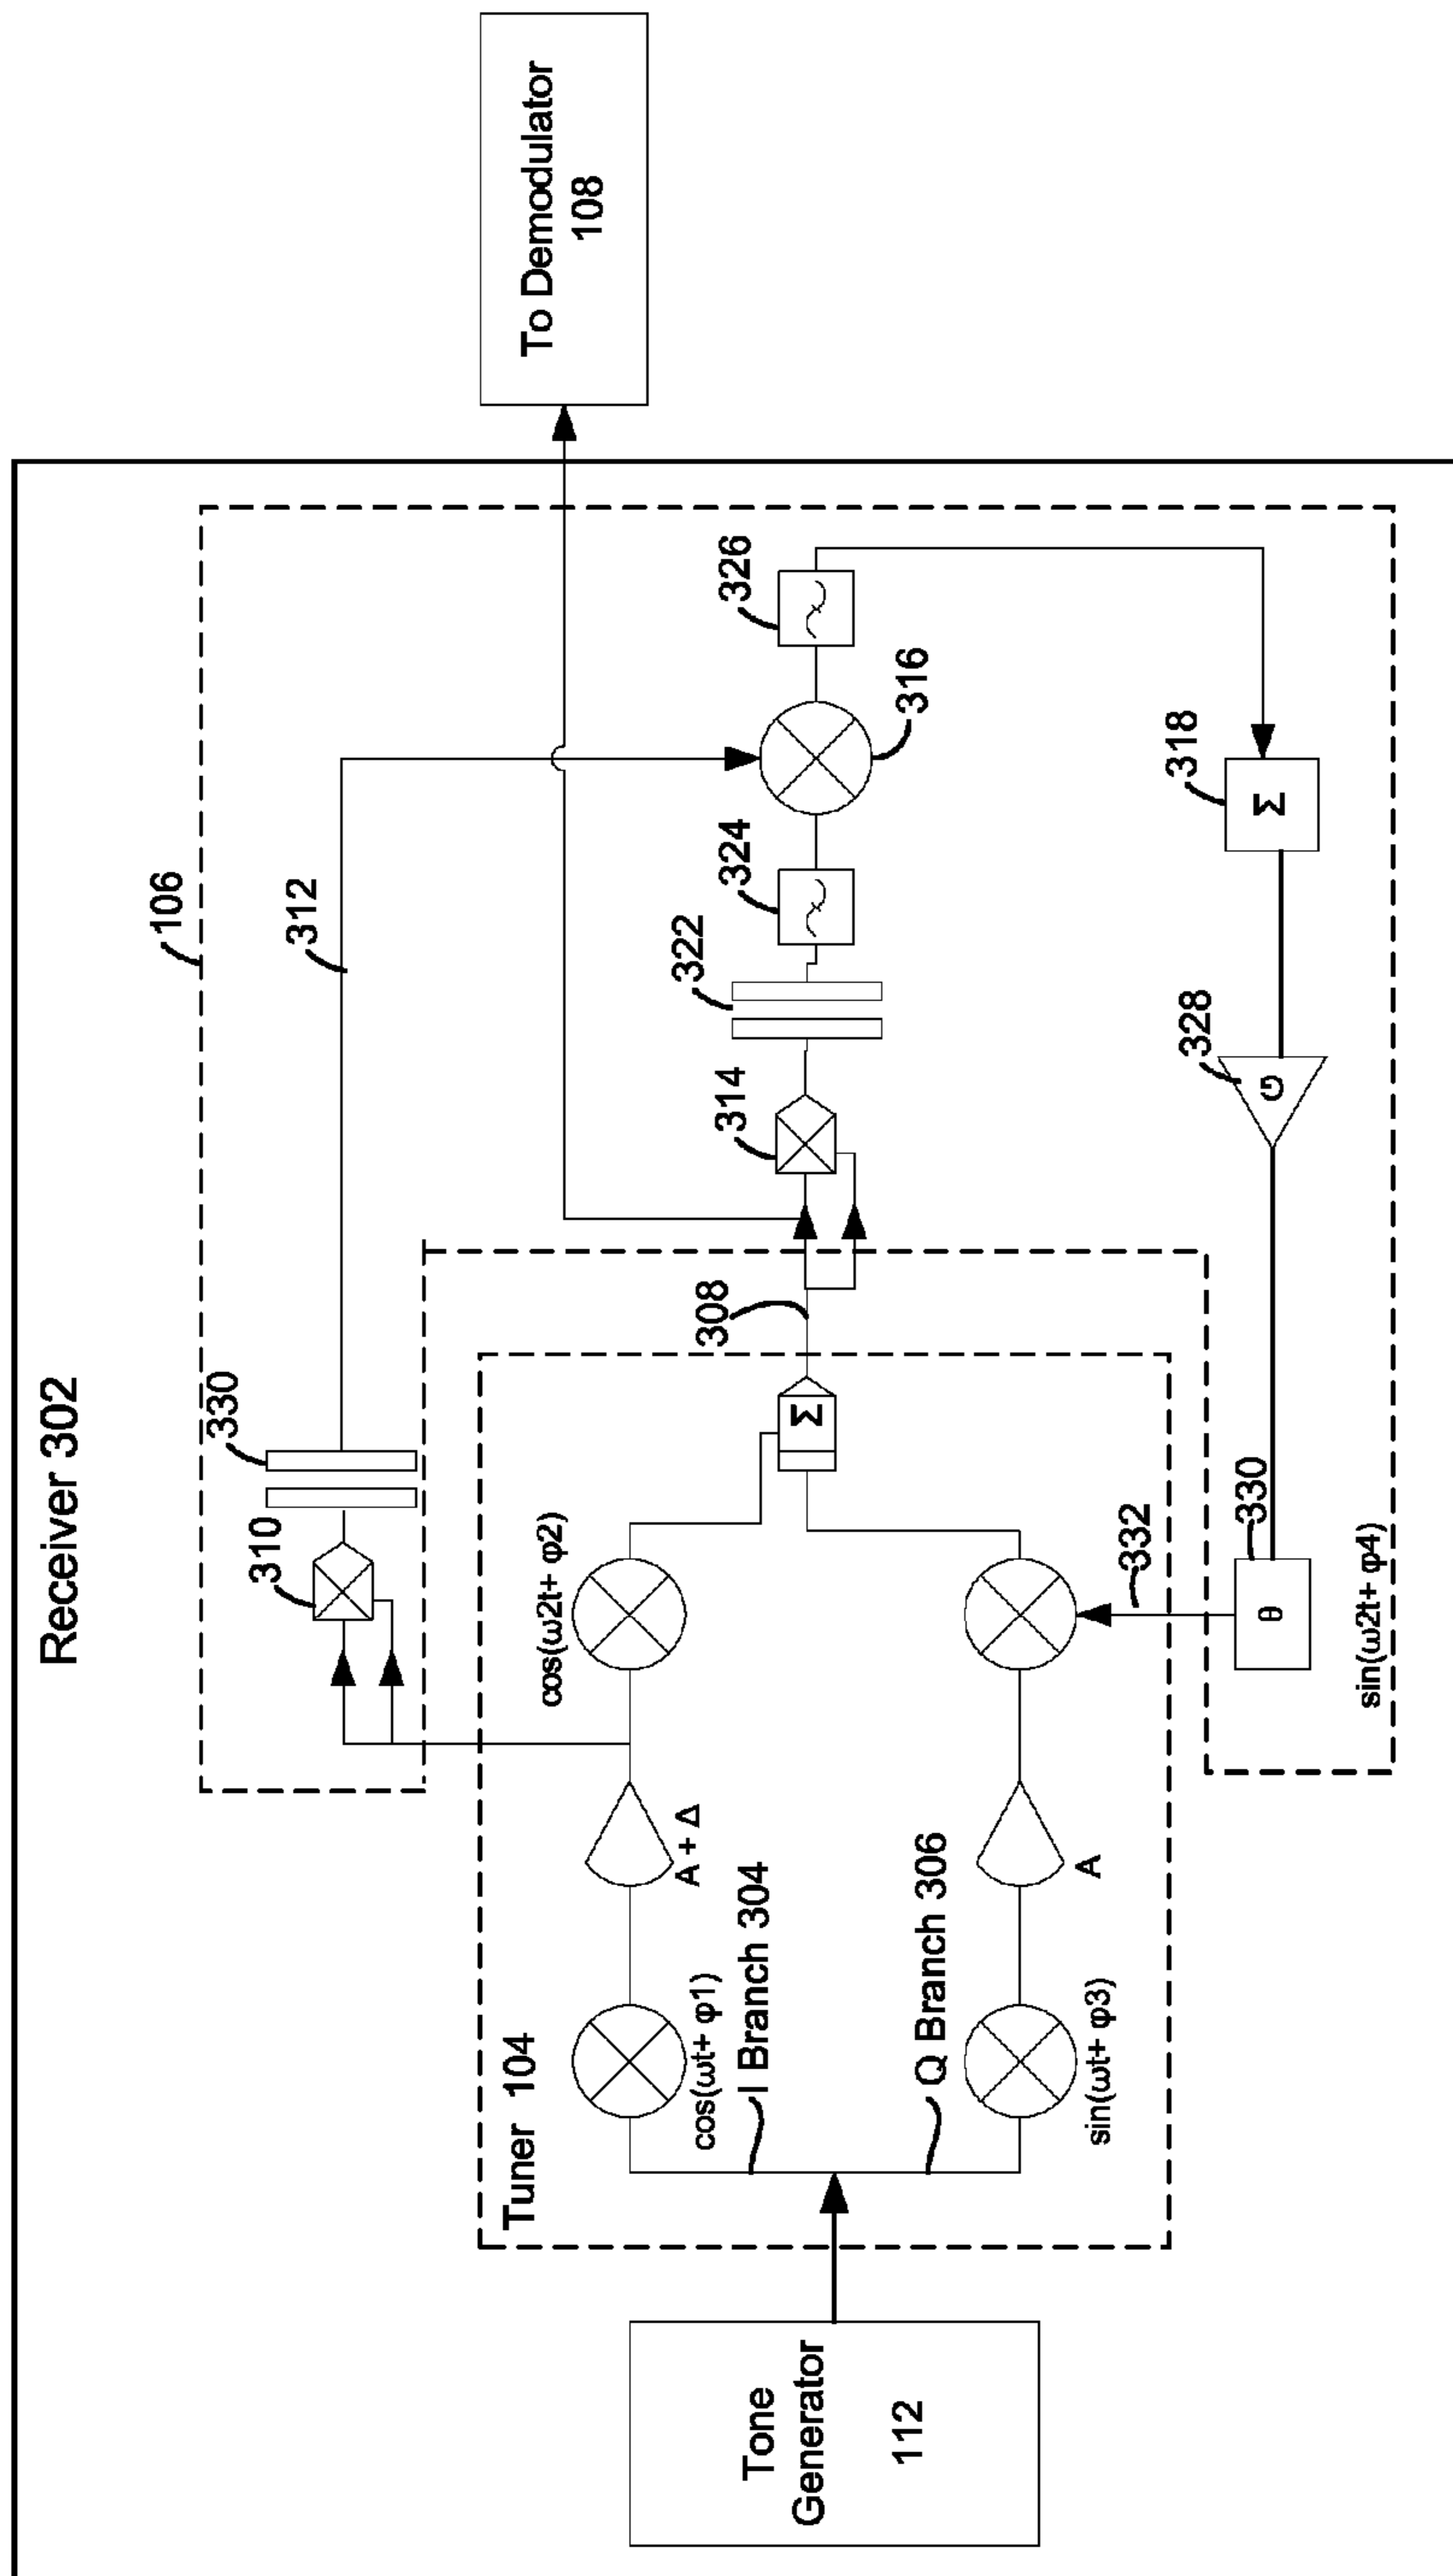 Receiver 302
To Demodulator
108
106
330
312
310
cos(ω2t+ φ2)
326
316
324
322
314
318
Σ
308
328
G
Σ
Tuner 104
A + Δ
cos(ωt+ φ1)
I Branch 304
Q Branch 306
A
sin(ωt+ φ3)
332
330
θ
sin(ω2t+ φ4)
Tone
Generator
112